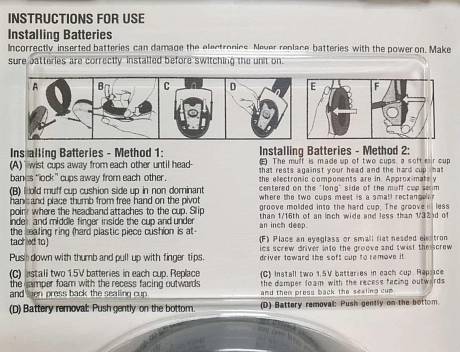 INSTRUCTIONS FOR USE
Installing Batteries
Incorrectly inserted batteries can damage the electronics. Never replace batteries with the power on. Make
sure batteries are correctly installed before switching the unit on.
A B C D E F
Installing Batteries - Method 1:
(A) Twist cups away from each other until head-
bands "lock" cups away from each other.
(B) Hold muff cup cushion side up in non dominant
hand and place thumb from free hand on the pivot
point where the headband attaches to the cup. Slip
index and middle finger inside the cup and under
the sealing ring (hard plastic piece cushion is at-
tached to)
Push down with thumb and pull up with finger tips.
(C) Install two 1.5V batteries in each cup. Replace
the damper foam with the recess facing outwards
and then press back the sealing cup.
(D) Battery removal: Push gently on the bottom.
Installing Batteries - Method 2:
(E) The muff is made up of two cups. a soft ear cup
that rests against your head and the hard cup that
the electronic components are in. Approximately
centered on the "long" side of the muff cup seam
where the two cups meet is a small rectangular
groove molded into the hard cup. The groove is less
than 1/16th of an inch wide and less than 1/32nd of
an inch deep.
(F) Place an eyeglass or small flat headed electron
ics screw driver into the groove and twist the screw
driver toward the soft cup to remove it.
(C) Install two 1.5V batteries in each cup. Replace
the damper foam with the recess facing outwards
and then press back the sealing cup.
(D) Battery removal: Push gently on the bottom.